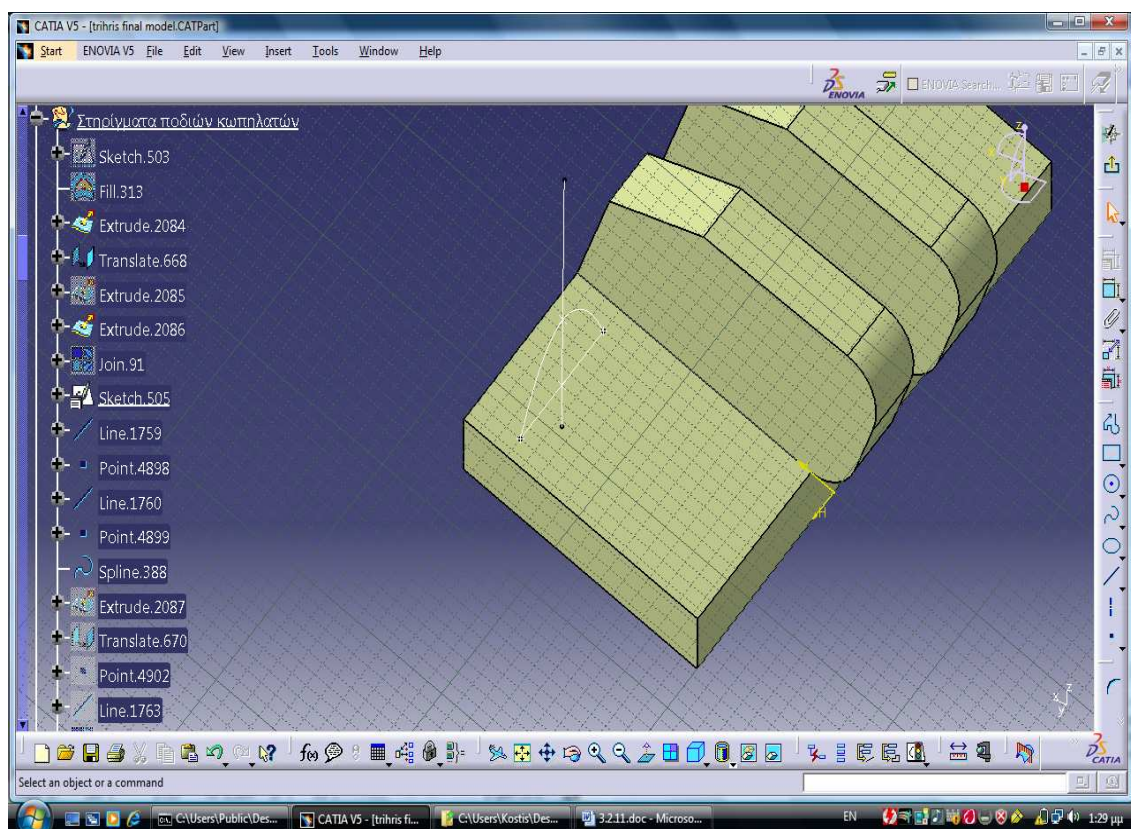 CATIA V5 - [trihris final model.CATPart]
Start ENOVIA V5 File Edit View Insert Tools Window Help
ENOVIA ENOVIA Search...
Στηρίγματα ποδιών κωπηλατών
Sketch.503
Fill.313
Extrude.2084
Translate.668
Extrude.2085
Extrude.2086
Join.91
Sketch.505
Line.1759
Point.4898
Line.1760
Point.4899
Spline.388
Extrude.2087
Translate.670
Point.4902
Line.1763
z
x
y
H
z
x
y
f(x)
CATIA
Select an object or a command
C:\Users\Public\Des... CATIA V5 - [trihris fi... C:\Users\Kostis\Des... 3.2.11.doc - Microso... EN 1:29 μμ